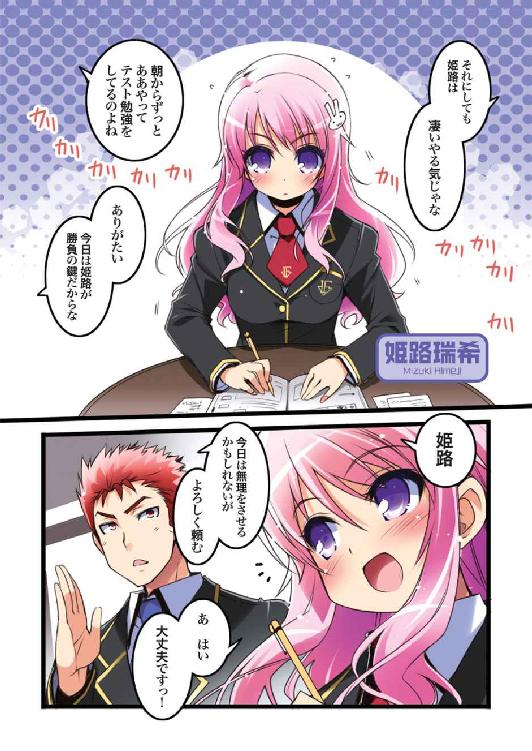 それにしても
姫路は
凄いやる気じゃな
朝からずっと
ああやって
テスト勉強を
してるのよね
ありがたい
今日は姫路が
勝負の鍵だからな
カリ
カリ
カリ
カリ
カリ
カリ
カリ
カリ
カリ
姫路瑞希
Mizuki Himeji
姫路
今日は無理をさせる
かもしれないが
よろしく頼む
あ はい
大丈夫ですっ!